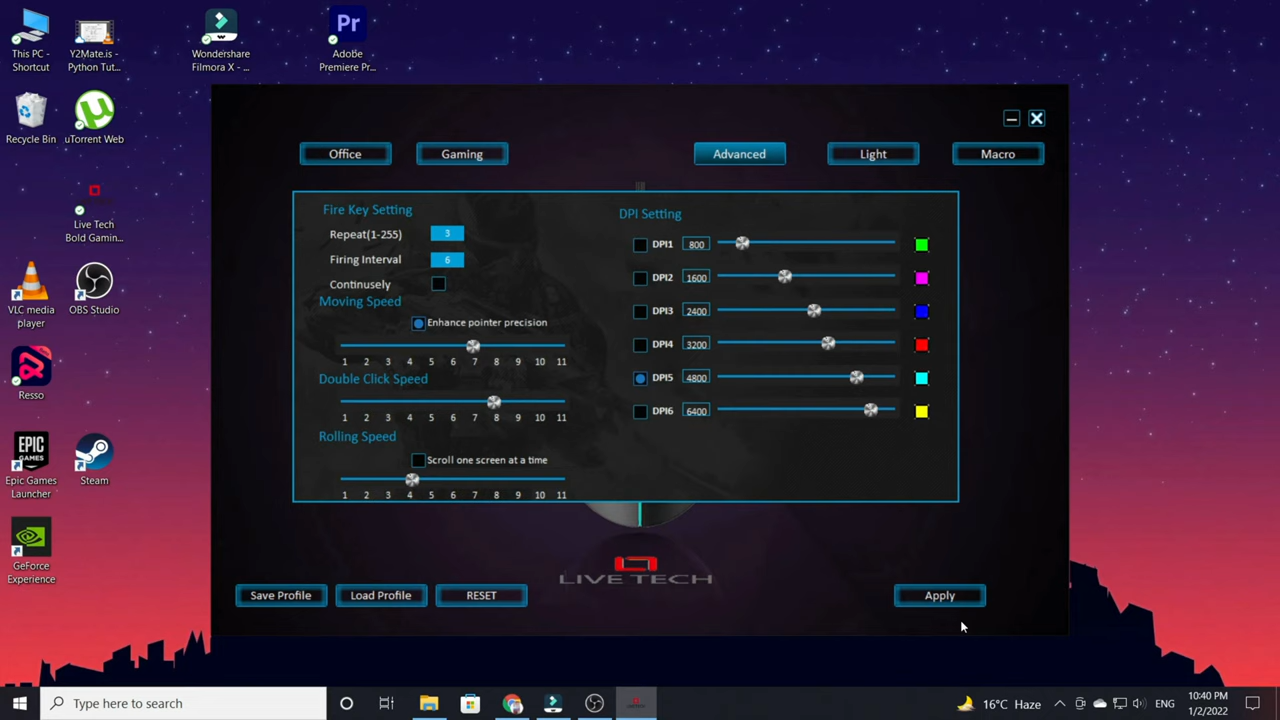 This PC -
Shortcut
Y2Mate.is -
Python Tut...
Wondershare
Filmora X - ...
Pr
Adobe
Premiere Pr...
Recycle Bin
uTorrent Web
Live Tech
Bold Gamin...
VLC media
player
OBS Studio
Resso
EPIC
GAMES
Epic Games
Launcher
Steam
GeForce
Experience
Office
Gaming
Advanced
Light
Macro
Fire Key Setting
Repeat(1-255)
3
Firing Interval
6
Continusely
Moving Speed
Enhance pointer precision
1 2 3 4 5 6 7 8 9 10 11
Double Click Speed
1 2 3 4 5 6 7 8 9 10 11
Rolling Speed
Scroll one screen at a time
1 2 3 4 5 6 7 8 9 10 11
DPI Setting
DPI1 800
DPI2 1600
DPI3 2400
DPI4 3200
DPI5 4800
DPI6 6400
LIVE TECH
Save Profile
Load Profile
RESET
Apply
Type here to search
16°C Haze
ENG
10:40 PM
1/2/2022